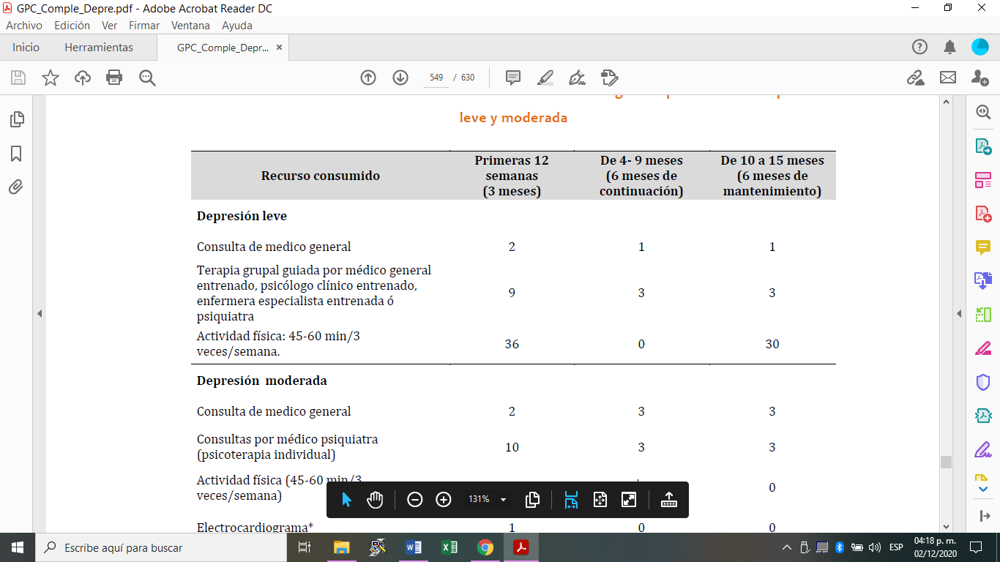 GPC_Comple_Depre.pdf - Adobe Acrobat Reader DC
Archivo Edición Ver Firmar Ventana Ayuda
Inicio Herramientas GPC_Comple_Depr... ×
549 / 630
leve y moderada
Recurso consumido
Primeras 12
semanas
(3 meses)
De 4- 9 meses
(6 meses de
continuación)
De 10 a 15 meses
(6 meses de
mantenimiento)
Depresión leve
Consulta de medico general 2 1 1
Terapia grupal guiada por médico general
entrenado, psicólogo clínico entrenado,
enfermera especialista entrenada ó
psiquiatra
9 3 3
Actividad física: 45-60 min/3
veces/semana.
36 0 30
Depresión moderada
Consulta de medico general 2 3 3
Consultas por médico psiquiatra
(psicoterapia individual)
10 3 3
Actividad física (45-60 min/3
veces/semana)
0
131%
Electrocardiograma* 1 0 0
Escribe aquí para buscar
ESP
04:18 p. m.
02/12/2020